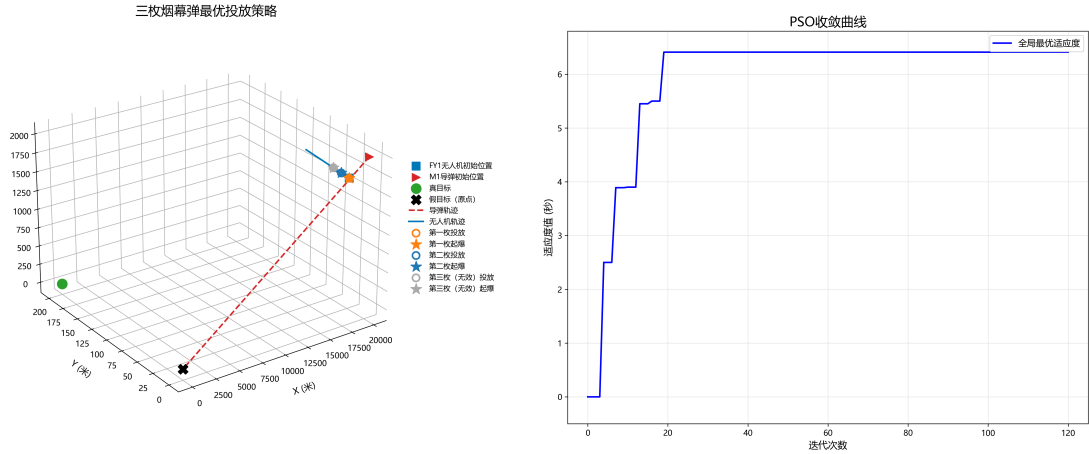 三枚烟幕弹最优投放策略
2000
1750
1500
1250
1000
750
500
250
0
200
175
150
125
100
75
50
25
0
Y (米)
0
2500
5000
7500
10000
12500
15000
17500
20000
X (米)
FY1无人机初始位置
M1导弹初始位置
真目标
假目标（原点）
导弹轨迹
无人机轨迹
第一枚投放
第一枚起爆
第二枚投放
第二枚起爆
第三枚（无效）投放
第三枚（无效）起爆
PSO收敛曲线
全局最优适应度
适应度值 (秒)
6
5
4
3
2
1
0
0 20 40 60 80 100 120
迭代次数